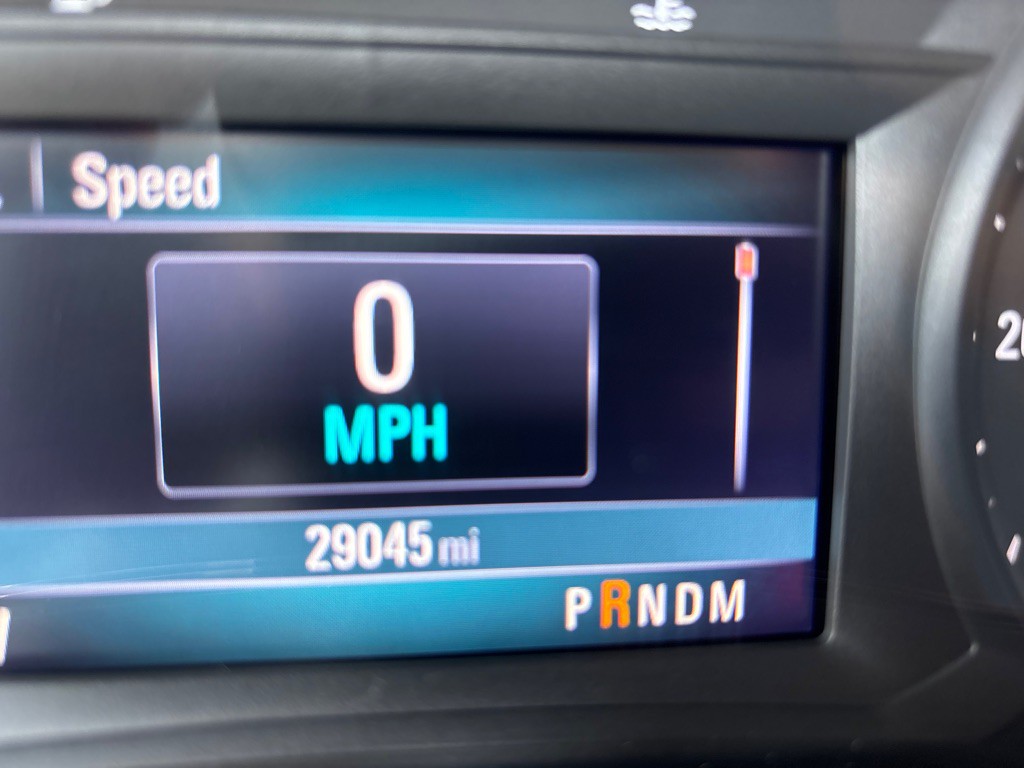 Speed
0
MPH
29045 mi
PRNDM